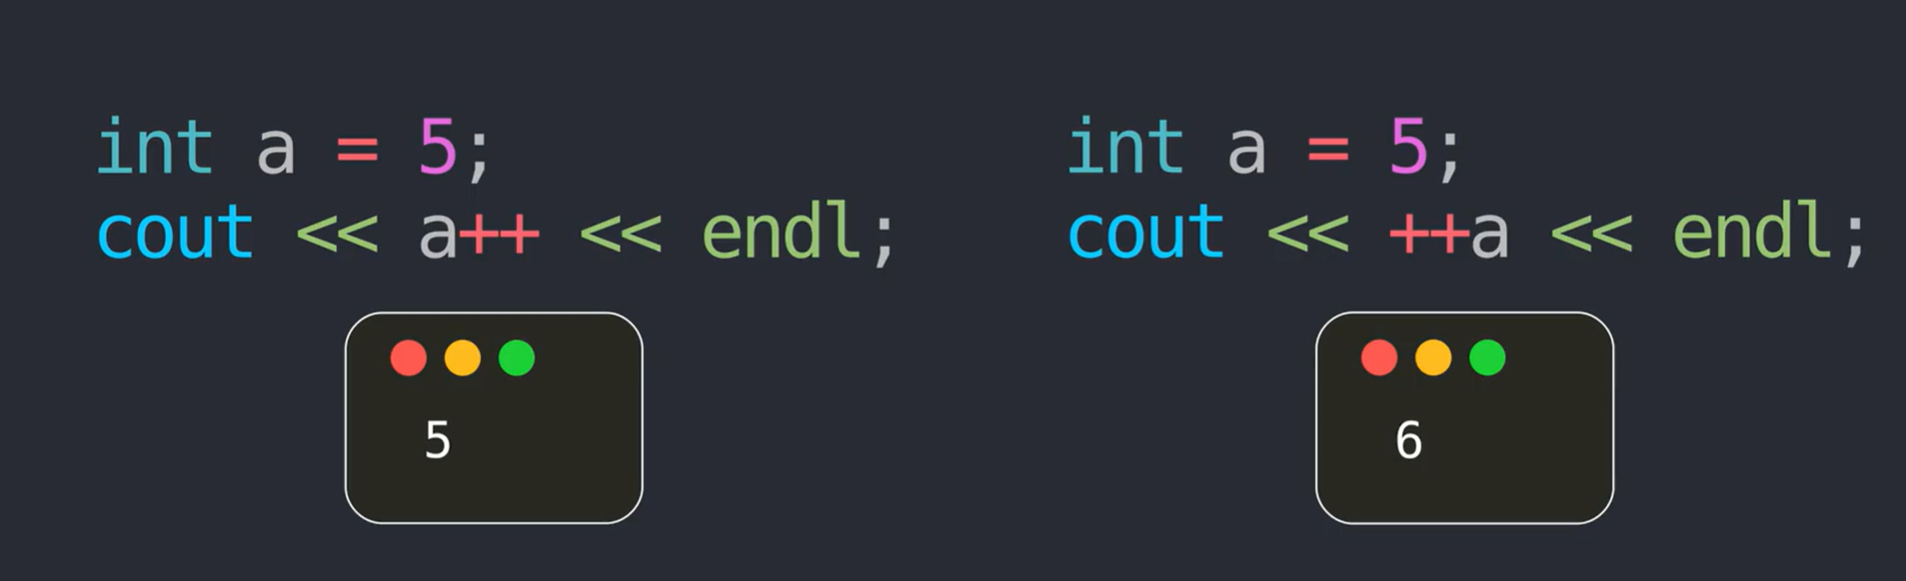 int a = 5;
cout << a++ << endl;
5
int a = 5;
cout << ++a << endl;
6